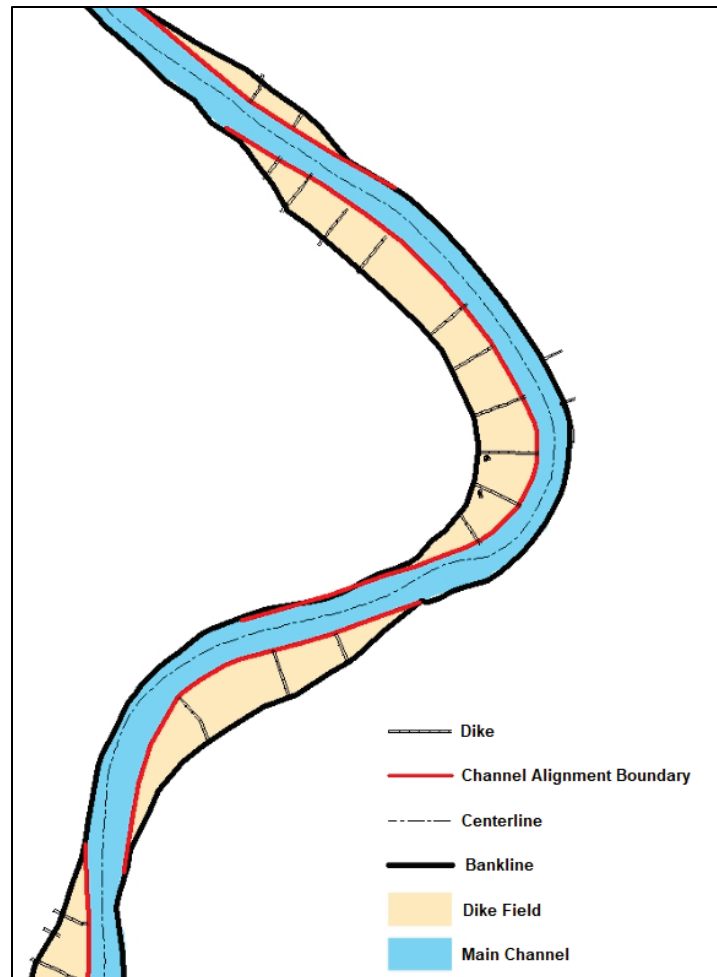 Dike
Channel Alignment Boundary
Centerline
Bankline
Dike Field
Main Channel